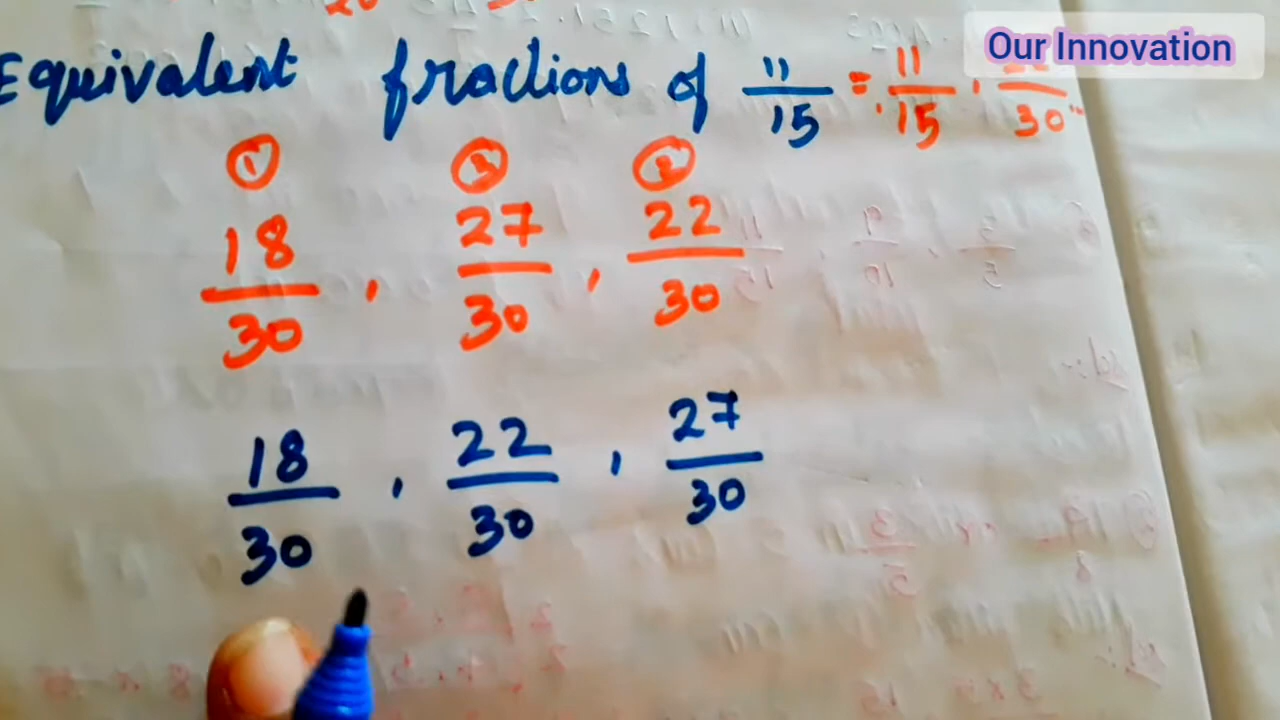 Our Innovation
Equivalent fractions of 11/15 = 11/15, /30
① ③ ②
18/30, 27/30, 22/30
18/30, 22/30, 27/30